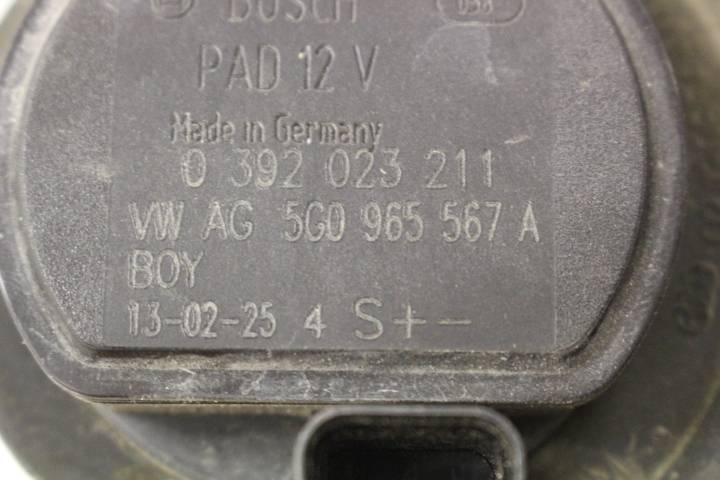 BOSCH
PAD 12 V
Made in Germany
0 392 023 211
VW AG 5G0 965 567 A
BOY
13-02-25 4 S+-